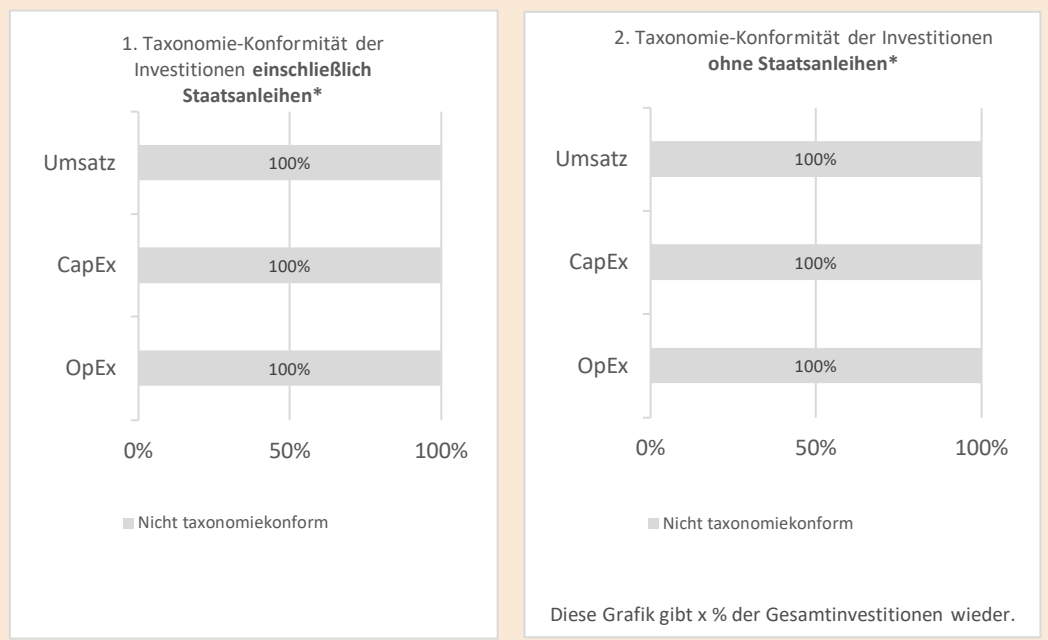 1. Taxonomie-Konformität der
Investitionen einschließlich
Staatsanleihen*
Umsatz
100%
CapEx
100%
OpEx
100%
0% 50% 100%
Nicht taxonomiekonform
2. Taxonomie-Konformität der Investitionen
ohne Staatsanleihen*
Umsatz
100%
CapEx
100%
OpEx
100%
0% 50% 100%
Nicht taxonomiekonform
Diese Grafik gibt x % der Gesamtinvestitionen wieder.